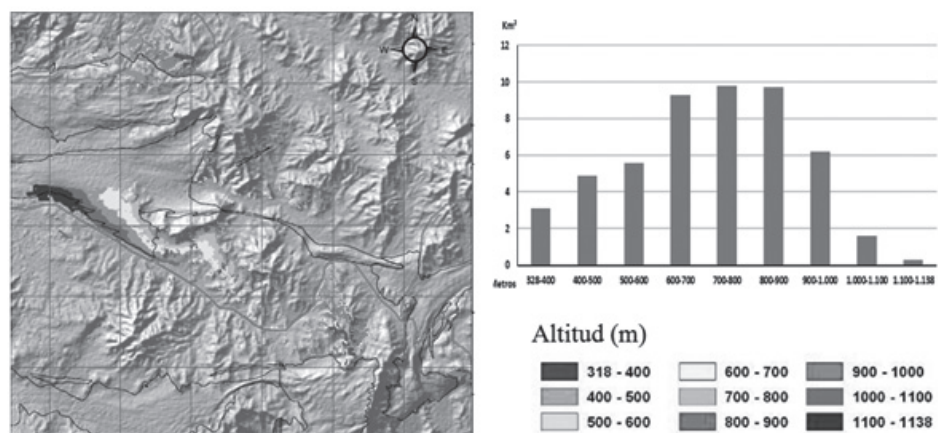 W
E
Km²
12
10
8
6
4
2
0
Metros 328-400 400-500 500-600 600-700 700-800 800-900 900-1.000 1.000-1.100 1.100-1.138
Altitud (m)
318 - 400 600 - 700 900 - 1000
400 - 500 700 - 800 1000 - 1100
500 - 600 800 - 900 1100 - 1138